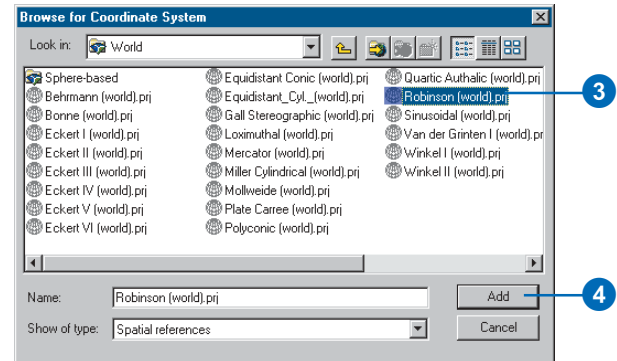 Browse for Coordinate System
Look in: World
Sphere-based
Behrmann (world).prj
Bonne (world).prj
Eckert I (world).prj
Eckert II (world).prj
Eckert III (world).prj
Eckert IV (world).prj
Eckert V (world).prj
Eckert VI (world).prj
Equidistant Conic (world).prj
Equidistant_Cyl._(world).prj
Gall Stereographic (world).prj
Loximuthal (world).prj
Mercator (world).prj
Miller Cylindrical (world).prj
Mollweide (world).prj
Plate Carree (world).prj
Polyconic (world).prj
Quartic Authalic (world).prj
Robinson (world).prj
Sinusoidal (world).prj
Van der Grinten I (world).pr
Winkel I (world).prj
Winkel II (world).prj
3
Name: Robinson (world).prj
Add
4
Show of type: Spatial references
Cancel